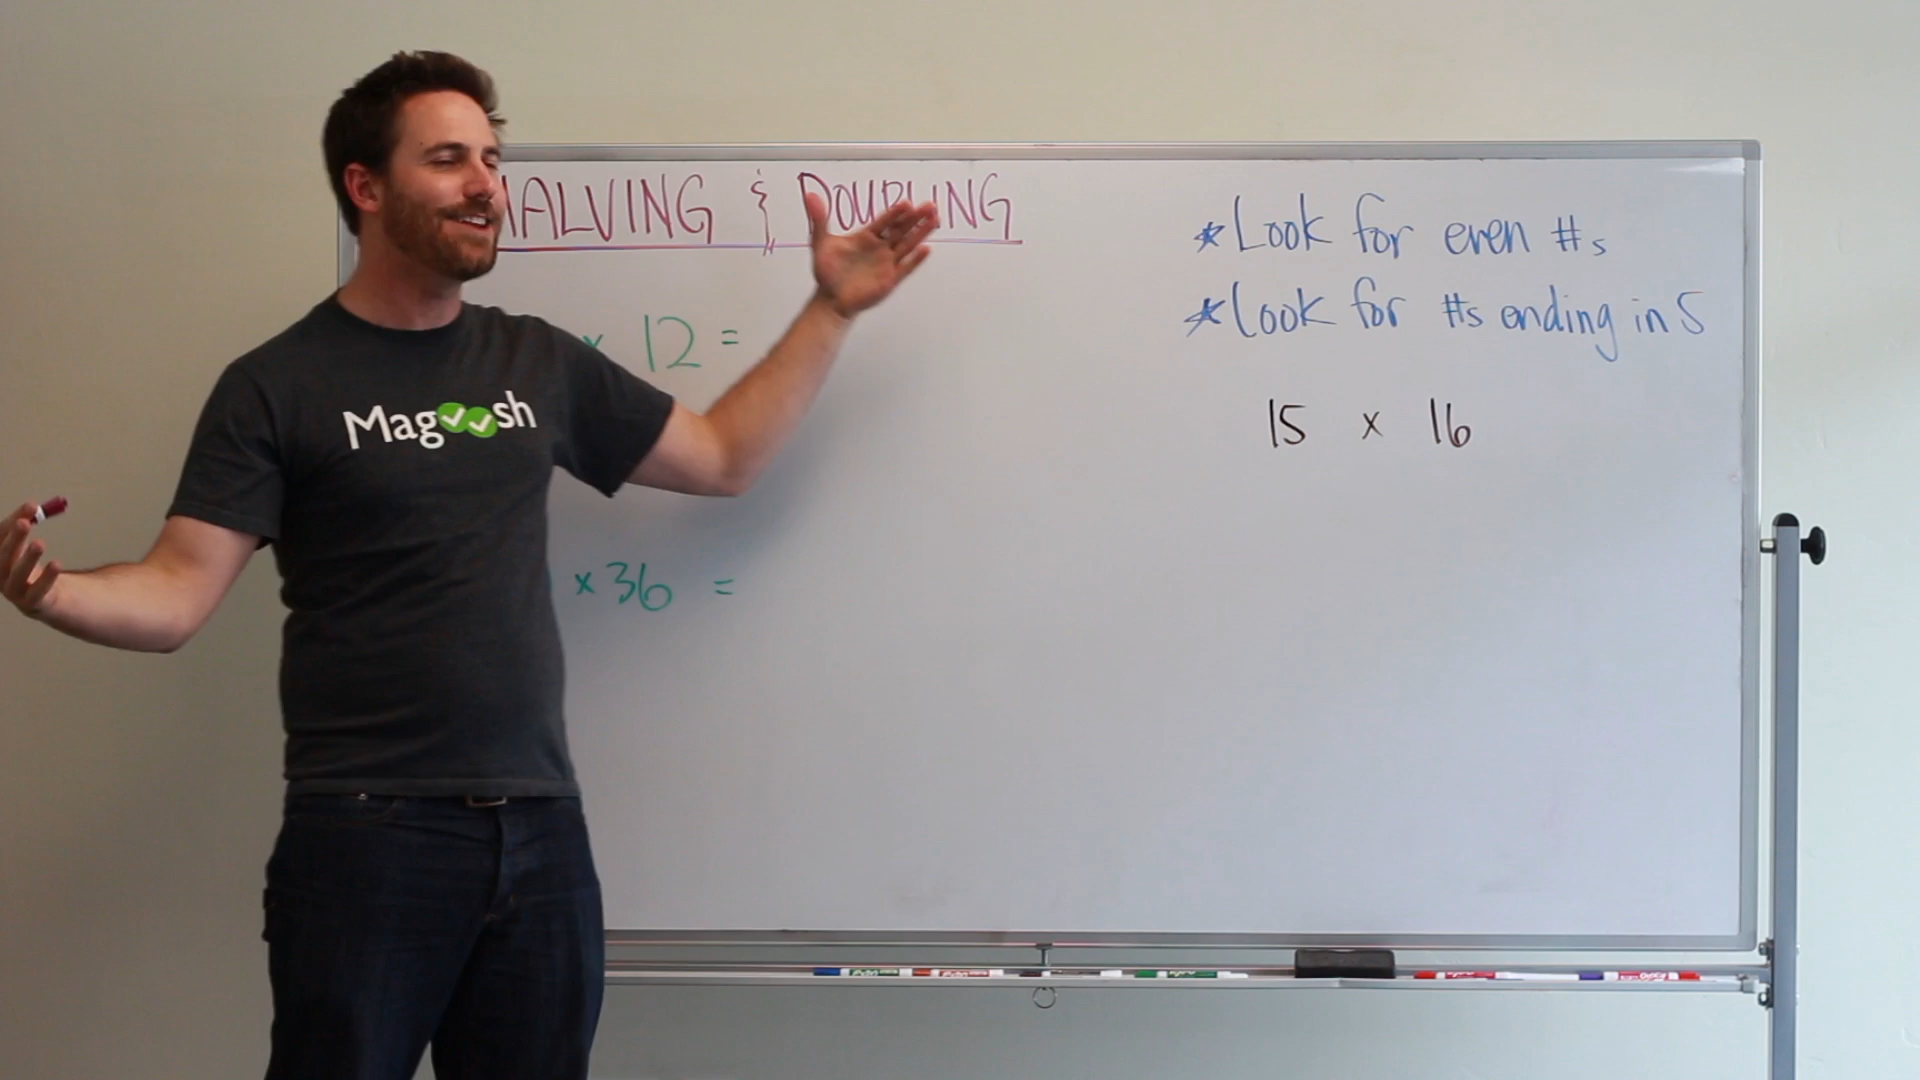 HALVING & DOUBLING
*Look for even #s
*Look for #s ending in 5
x 12 =
Magoosh
15 x 16
x 36 =